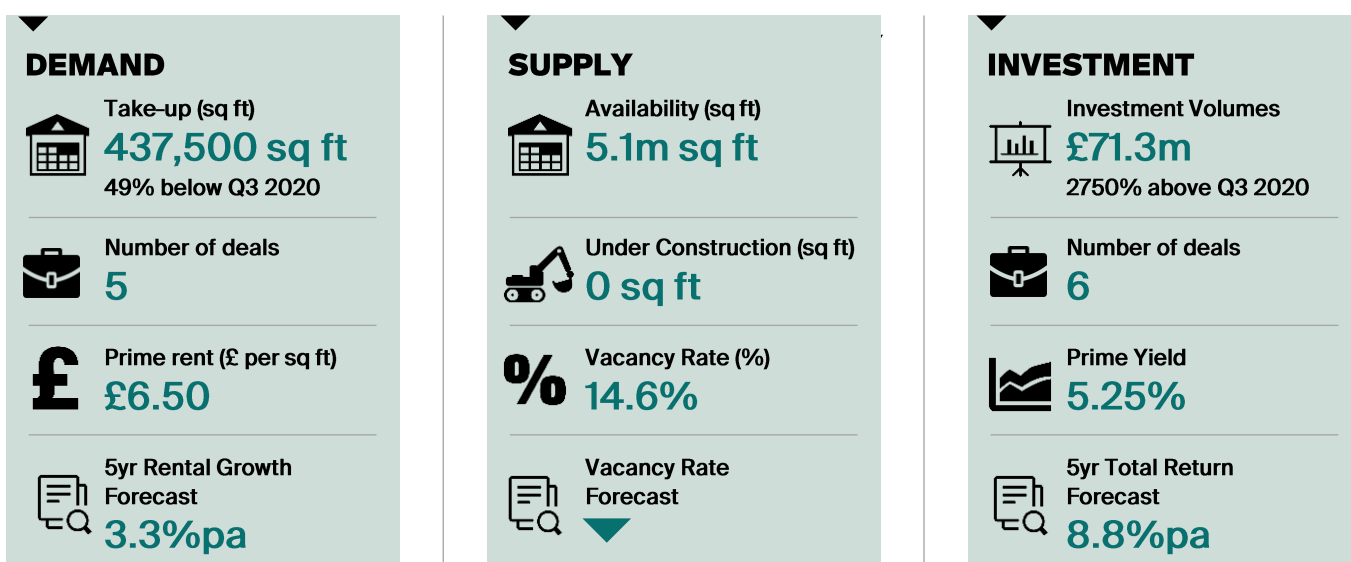 DEMAND
Take-up (sq ft)
437,500 sq ft
49% below Q3 2020
Number of deals
5
£
Prime rent (£ per sq ft)
£6.50
5yr Rental Growth
Forecast
3.3%pa
SUPPLY
Availability (sq ft)
5.1m sq ft
Under Construction (sq ft)
0 sq ft
%
Vacancy Rate (%)
14.6%
Vacancy Rate
Forecast
INVESTMENT
Investment Volumes
£71.3m
2750% above Q3 2020
Number of deals
6
Prime Yield
5.25%
5yr Total Return
Forecast
8.8%pa